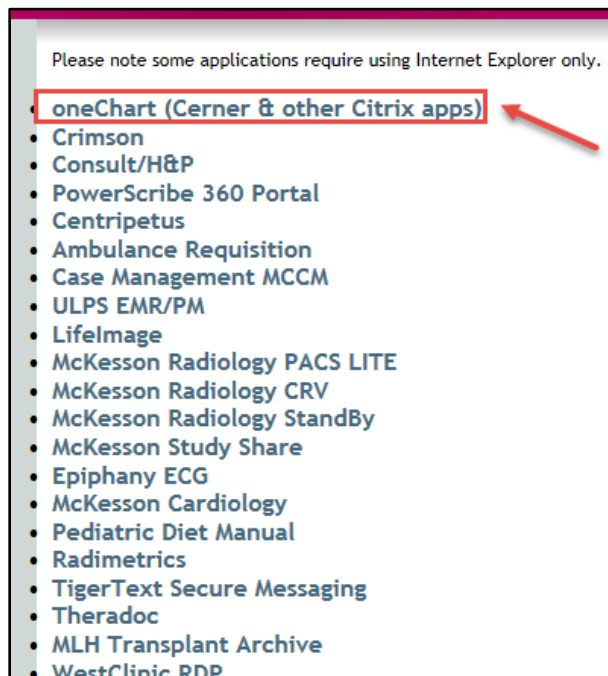 Please note some applications require using Internet Explorer only.
oneChart (Cerner & other Citrix apps)
Crimson
Consult/H&P
PowerScribe 360 Portal
Centripetus
Ambulance Requisition
Case Management MCCM
ULPS EMR/PM
LifeImage
McKesson Radiology PACS LITE
McKesson Radiology CRV
McKesson Radiology StandBy
McKesson Study Share
Epiphany ECG
McKesson Cardiology
Pediatric Diet Manual
Radimetrics
TigerText Secure Messaging
Theradoc
MLH Transplant Archive
WestClinic RDP